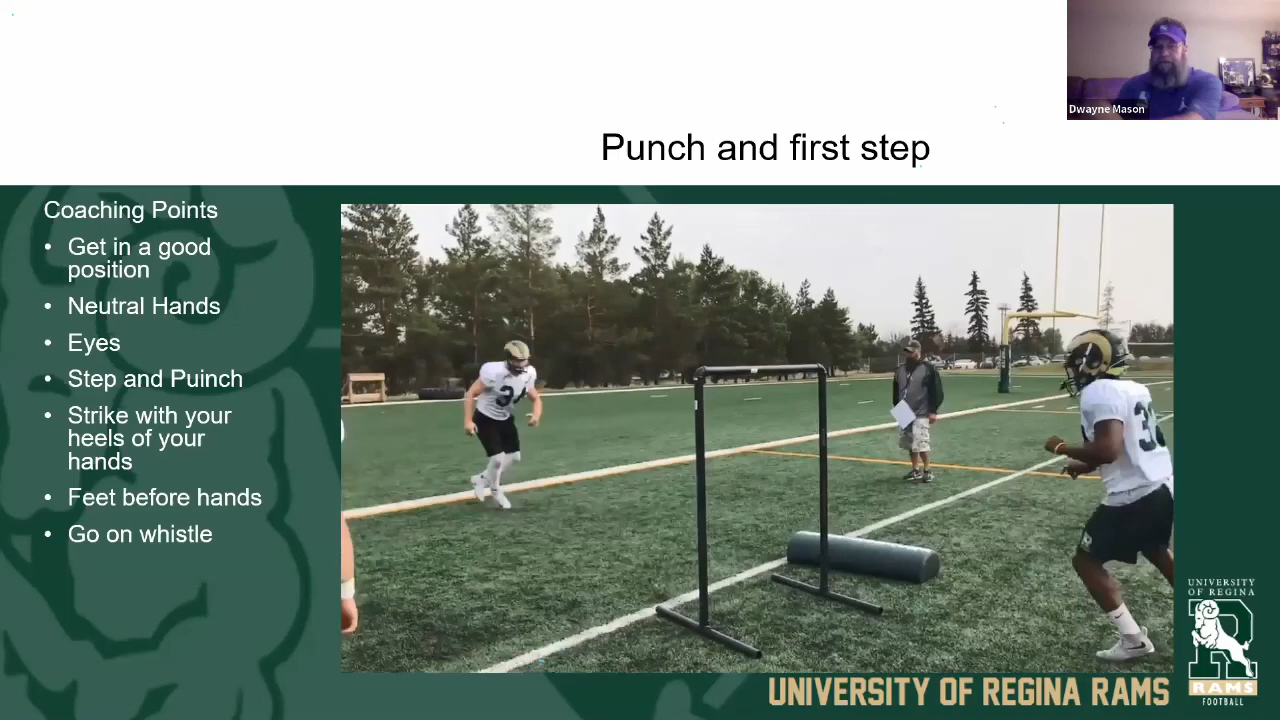 Dwayne Mason
Punch and first step
Coaching Points
• Get in a good
position
• Neutral Hands
• Eyes
• Step and Puinch
• Strike with your
heels of your
hands
• Feet before hands
• Go on whistle
34
UNIVERSITY
OF REGINA
R
RAMS
FOOTBALL
UNIVERSITY OF REGINA RAMS